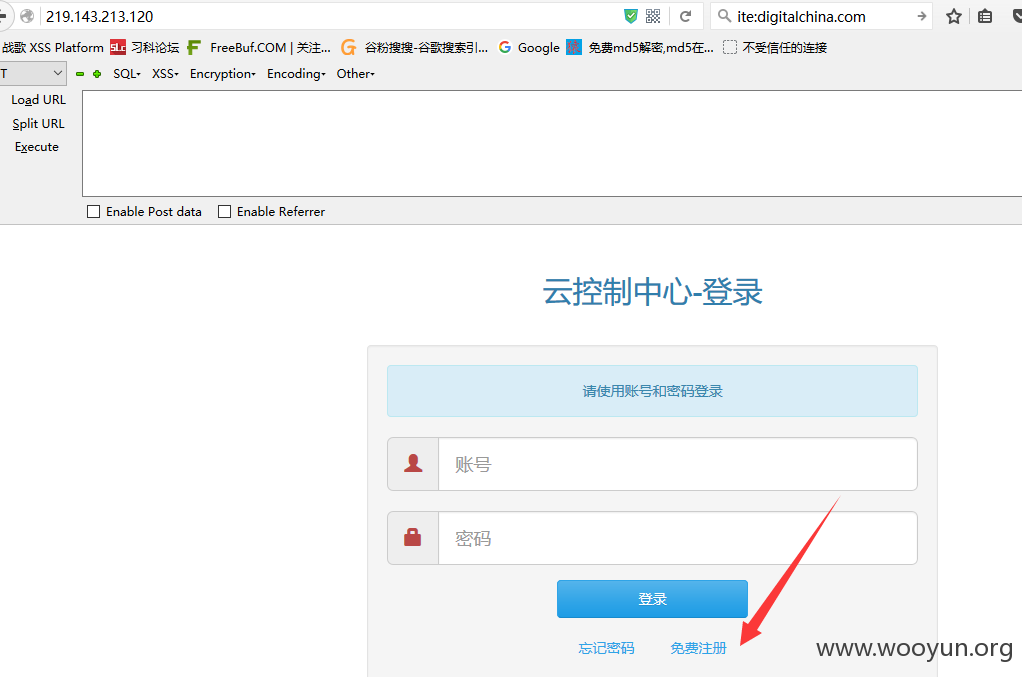 219.143.213.120 ite:digitalchina.com
战歌 XSS Platform 习科论坛 FreeBuf.COM | 关注... 谷粉搜搜-谷歌搜索引... Google 免费md5解密,md5在... 不受信任的连接
T SQL XSS Encryption Encoding Other
Load URL
Split URL
Execute
Enable Post data Enable Referrer
云控制中心-登录
请使用账号和密码登录
账号
密码
登录
忘记密码 免费注册
www.wooyun.org